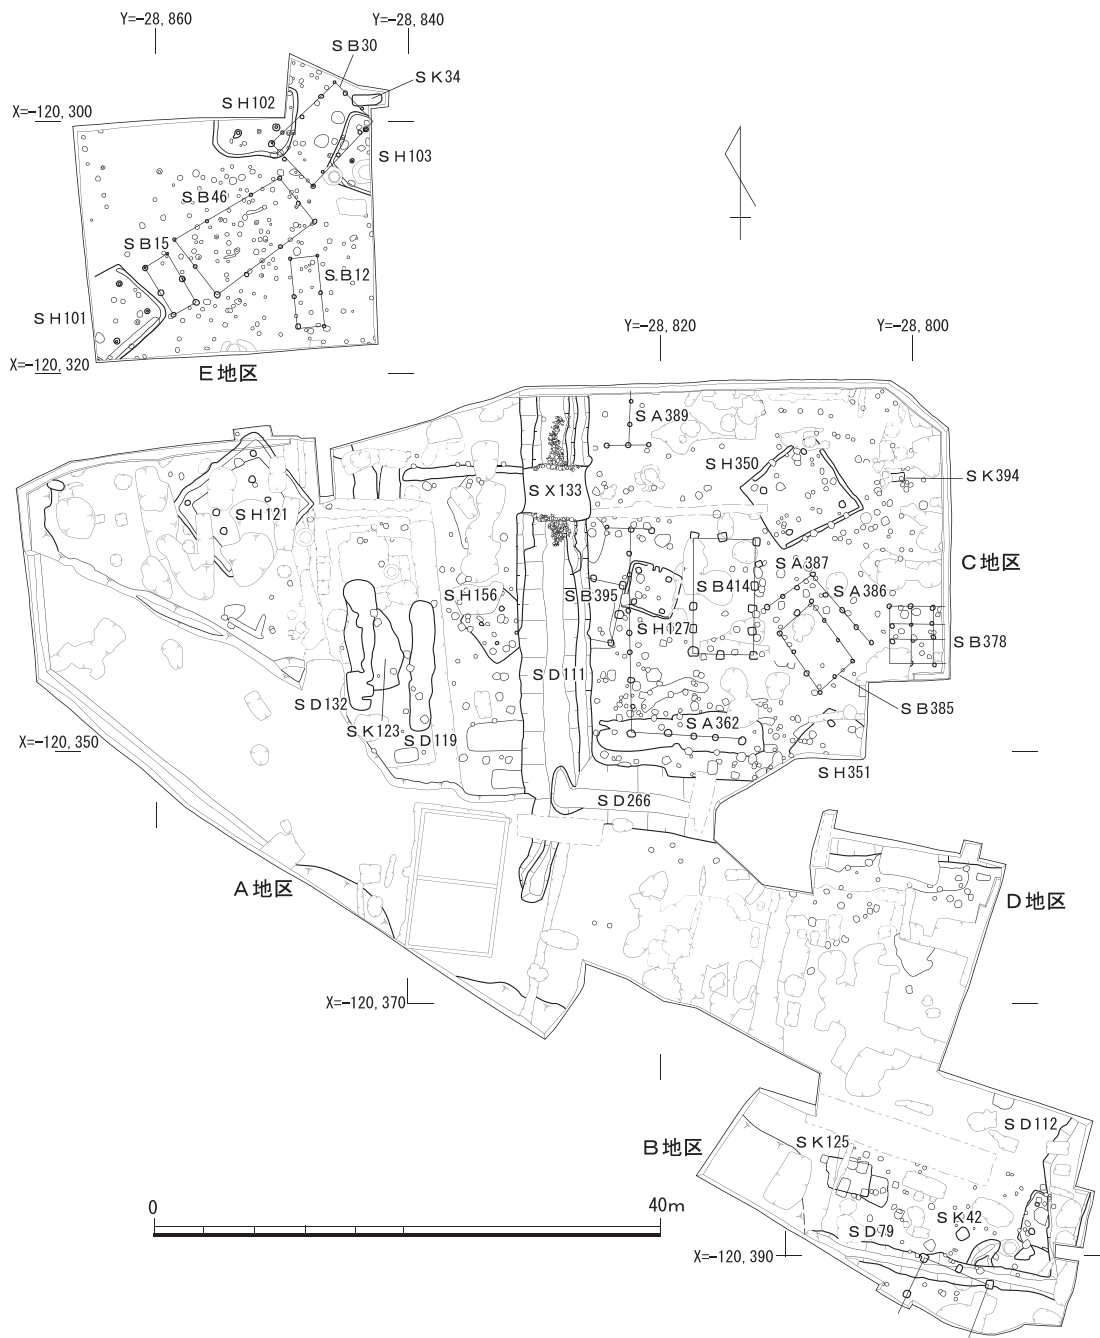 Y=-28,860
Y=-28,840
SB30
SK34
X=-120,300
SH102
SH103
SB46
SB15
SB12
SH101
X=-120,320
E地区
Y=-28,820
Y=-28,800
SA389
SH350
SK394
SX133
SH121
SA387
C地区
SB414
SA386
SH156
SB395
SH127
SB378
SD111
SD132
SB385
SK123
SD119
SA362
X=-120,350
SH351
SD266
A地区
D地区
X=-120,370
SD112
B地区
SK125
0
40m
SK42
SD79
X=-120,390